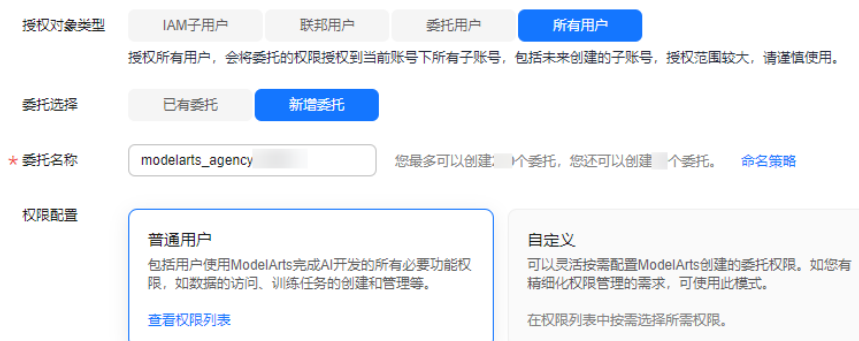 授权对象类型 IAM子用户 联邦用户 委托用户 所有用户
授权所有用户，会将委托的权限授权到当前账号下所有子账号，包括未来创建的子账号，授权范围较大，请谨慎使用。
委托选择 已有委托 新增委托
* 委托名称 modelarts_agency 您最多可以创建 个委托，您还可以创建 个委托。 命名策略
权限配置
普通用户 自定义
包括用户使用ModelArts完成AI开发的所有必要功能权 可以灵活按需配置ModelArts创建的委托权限。如您有
限，如数据的访问、训练任务的创建和管理等。 精细化权限管理的需求，可使用此模式。
查看权限列表 在权限列表中按需选择所需权限。